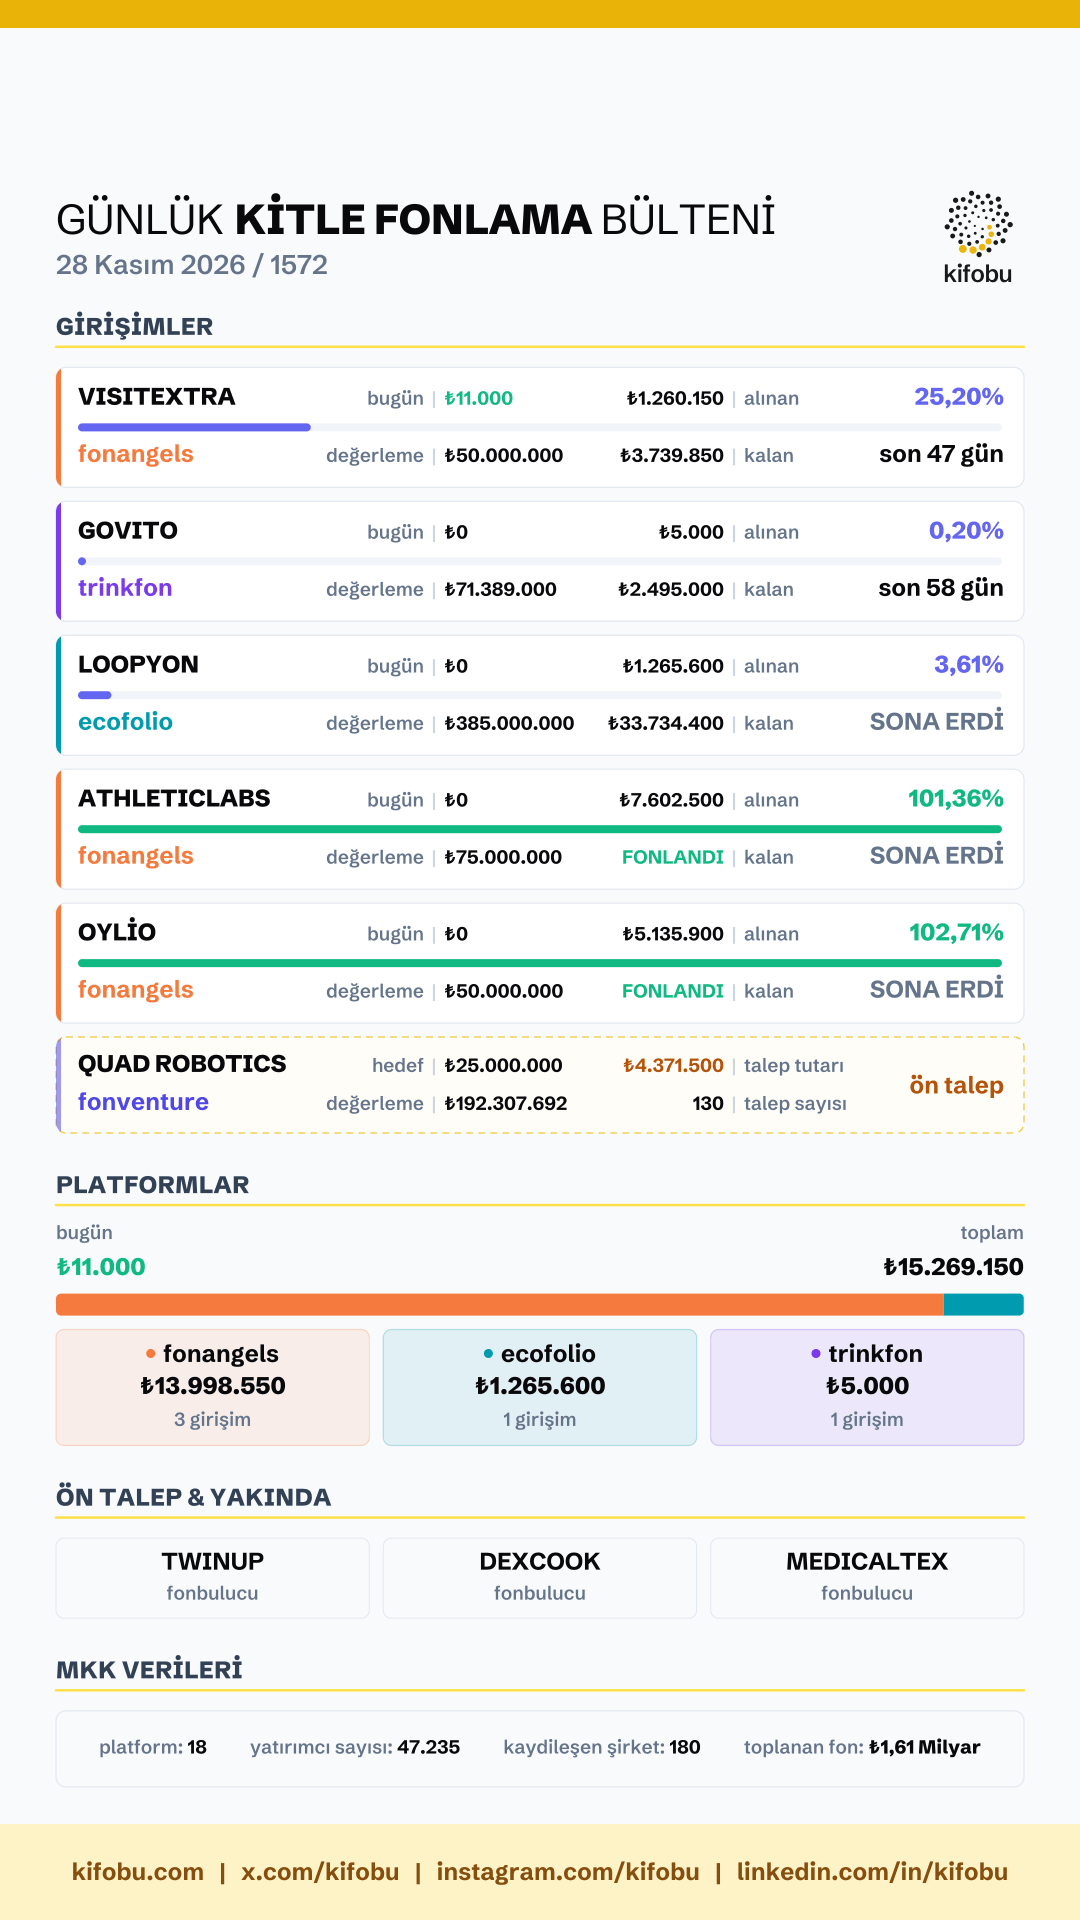 GÜNLÜK KİTLE FONLAMA BÜLTENİ
28 Kasım 2026 / 1572
kifobu
GİRİŞİMLER
VISITEXTRA bugün | ₺11.000 ₺1.260.150 | alınan 25,20%
fonangels değerleme | ₺50.000.000 ₺3.739.850 | kalan son 47 gün
GOVITO bugün | ₺0 ₺5.000 | alınan 0,20%
trinkfon değerleme | ₺71.389.000 ₺2.495.000 | kalan son 58 gün
LOOPYON bugün | ₺0 ₺1.265.600 | alınan 3,61%
ecofolio değerleme | ₺385.000.000 ₺33.734.400 | kalan SONA ERDİ
ATHLETICLABS bugün | ₺0 ₺7.602.500 | alınan 101,36%
fonangels değerleme | ₺75.000.000 FONLANDI | kalan SONA ERDİ
OYLİO bugün | ₺0 ₺5.135.900 | alınan 102,71%
fonangels değerleme | ₺50.000.000 FONLANDI | kalan SONA ERDİ
QUAD ROBOTICS hedef | ₺25.000.000 ₺4.371.500 | talep tutarı
ön talep
fonventure değerleme | ₺192.307.692 130 | talep sayısı
PLATFORMLAR
bugün toplam
₺11.000 ₺15.269.150
fonangels ecofolio trinkfon
₺13.998.550 ₺1.265.600 ₺5.000
3 girişim 1 girişim 1 girişim
ÖN TALEP & YAKINDA
TWINUP DEXCOOK MEDICALTEX
fonbulucu fonbulucu fonbulucu
MKK VERİLERİ
platform: 18 yatırımcı sayısı: 47.235 kaydileşen şirket: 180 toplanan fon: ₺1,61 Milyar
kifobu.com | x.com/kifobu | instagram.com/kifobu | linkedin.com/in/kifobu